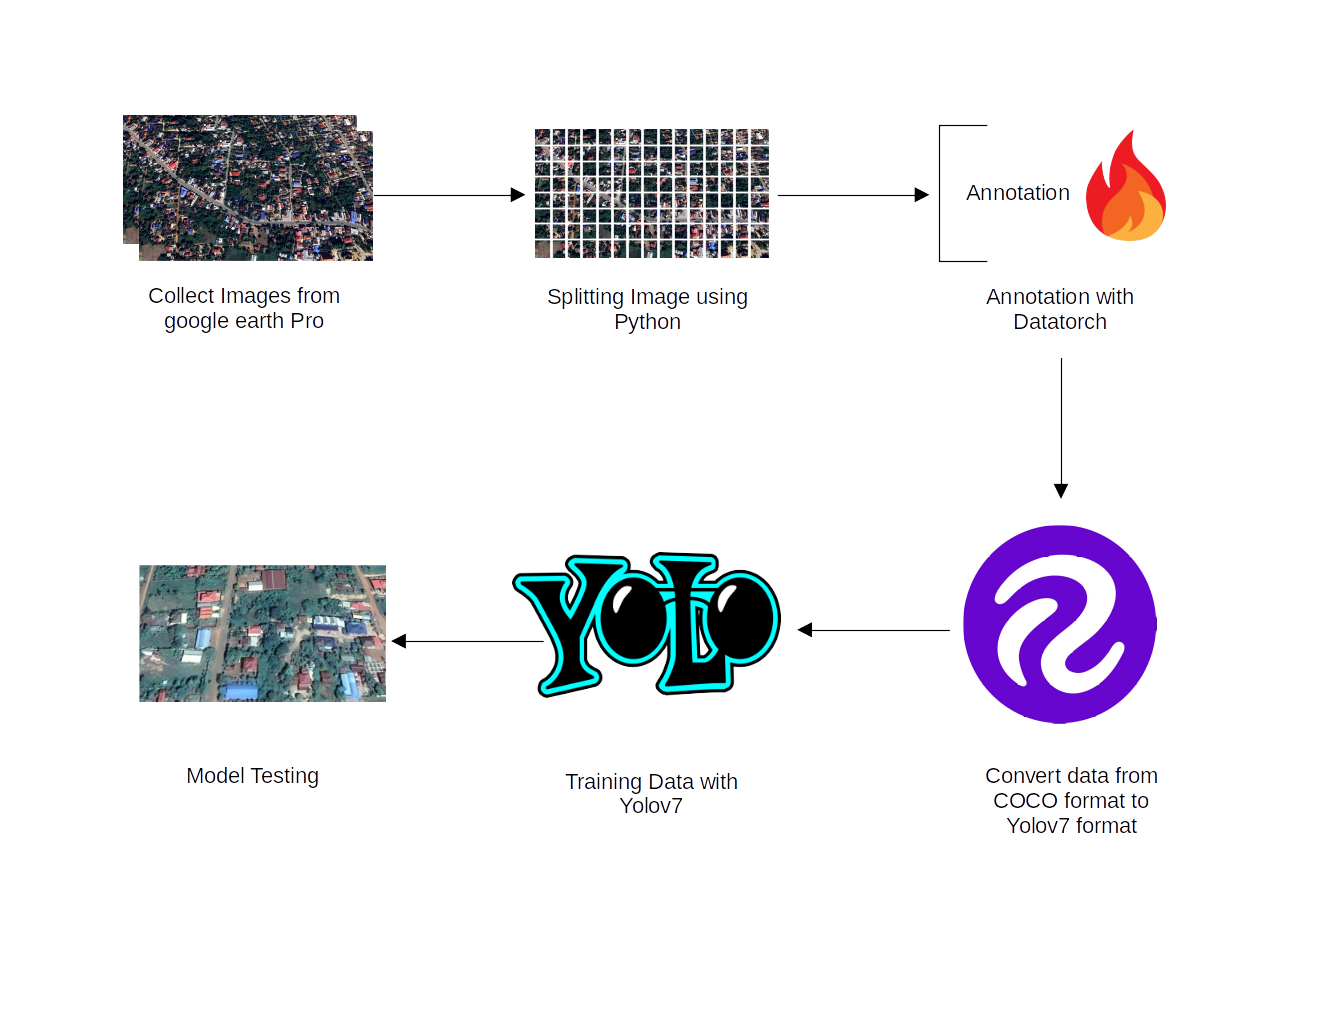 Annotation
Collect Images from
google earth Pro
Splitting Image using
Python
Annotation with
Datatorch
YOLO
Model Testing
Training Data with
Yolov7
Convert data from
COCO format to
Yolov7 format